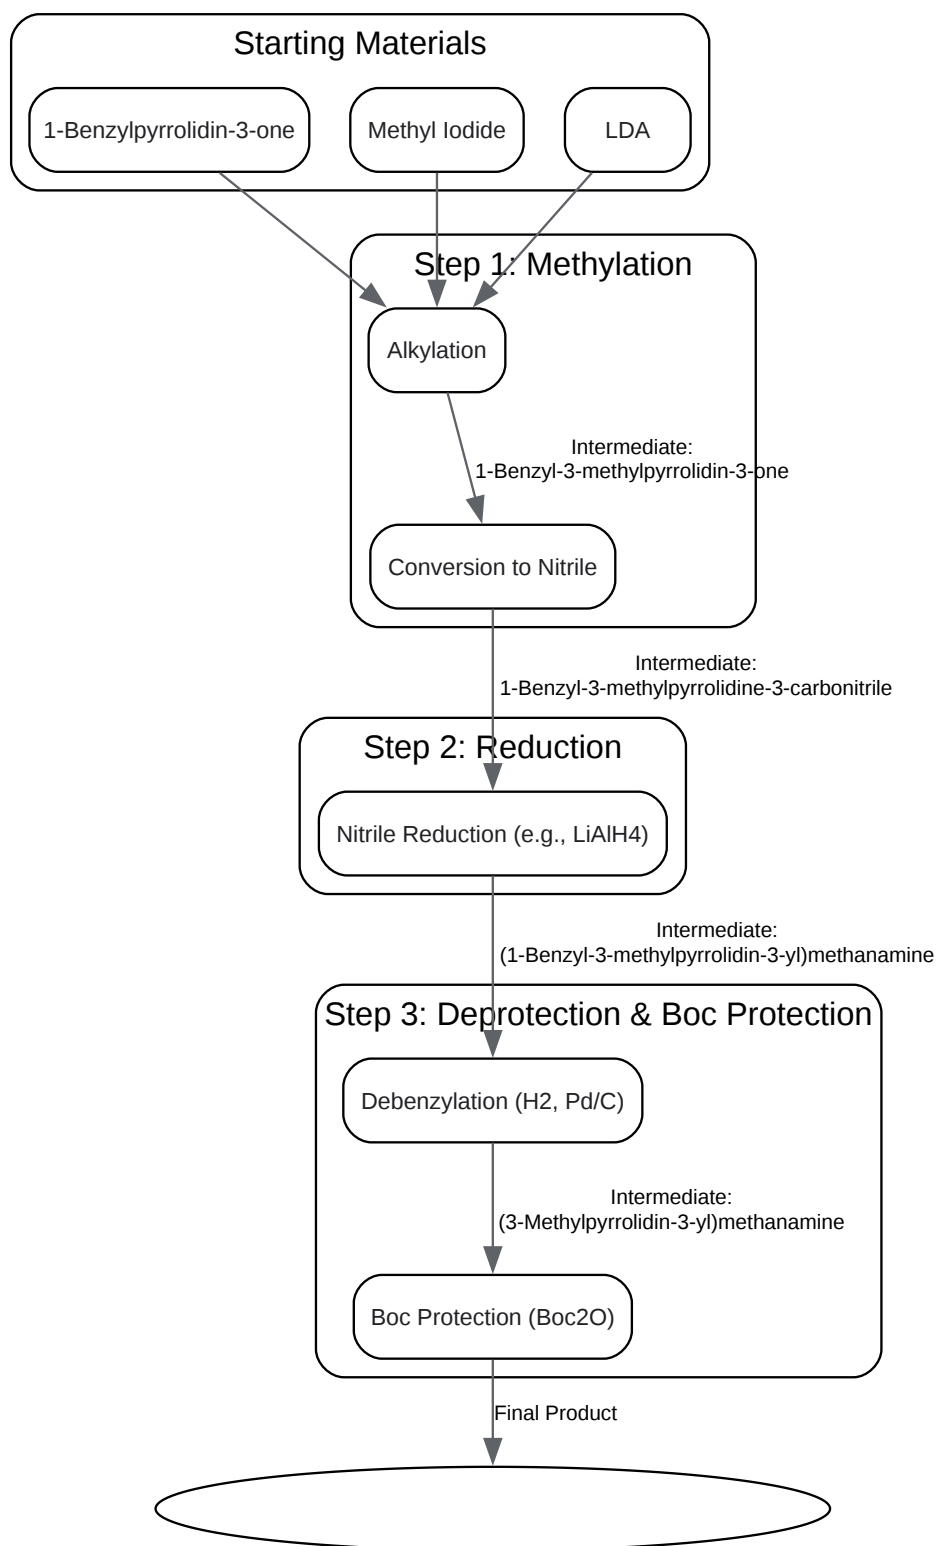 Starting Materials
1-Benzylpyrrolidin-3-one
Methyl Iodide
LDA
Step 1: Methylation
Alkylation
Intermediate:
1-Benzyl-3-methylpyrrolidin-3-one
Conversion to Nitrile
Intermediate:
1-Benzyl-3-methylpyrrolidine-3-carbonitrile
Step 2: Reduction
Nitrile Reduction (e.g., LiAlH4)
Intermediate:
(1-Benzyl-3-methylpyrrolidin-3-yl)methanamine
Step 3: Deprotection & Boc Protection
Debenzylation (H2, Pd/C)
Intermediate:
(3-Methylpyrrolidin-3-yl)methanamine
Boc Protection (Boc2O)
Final Product